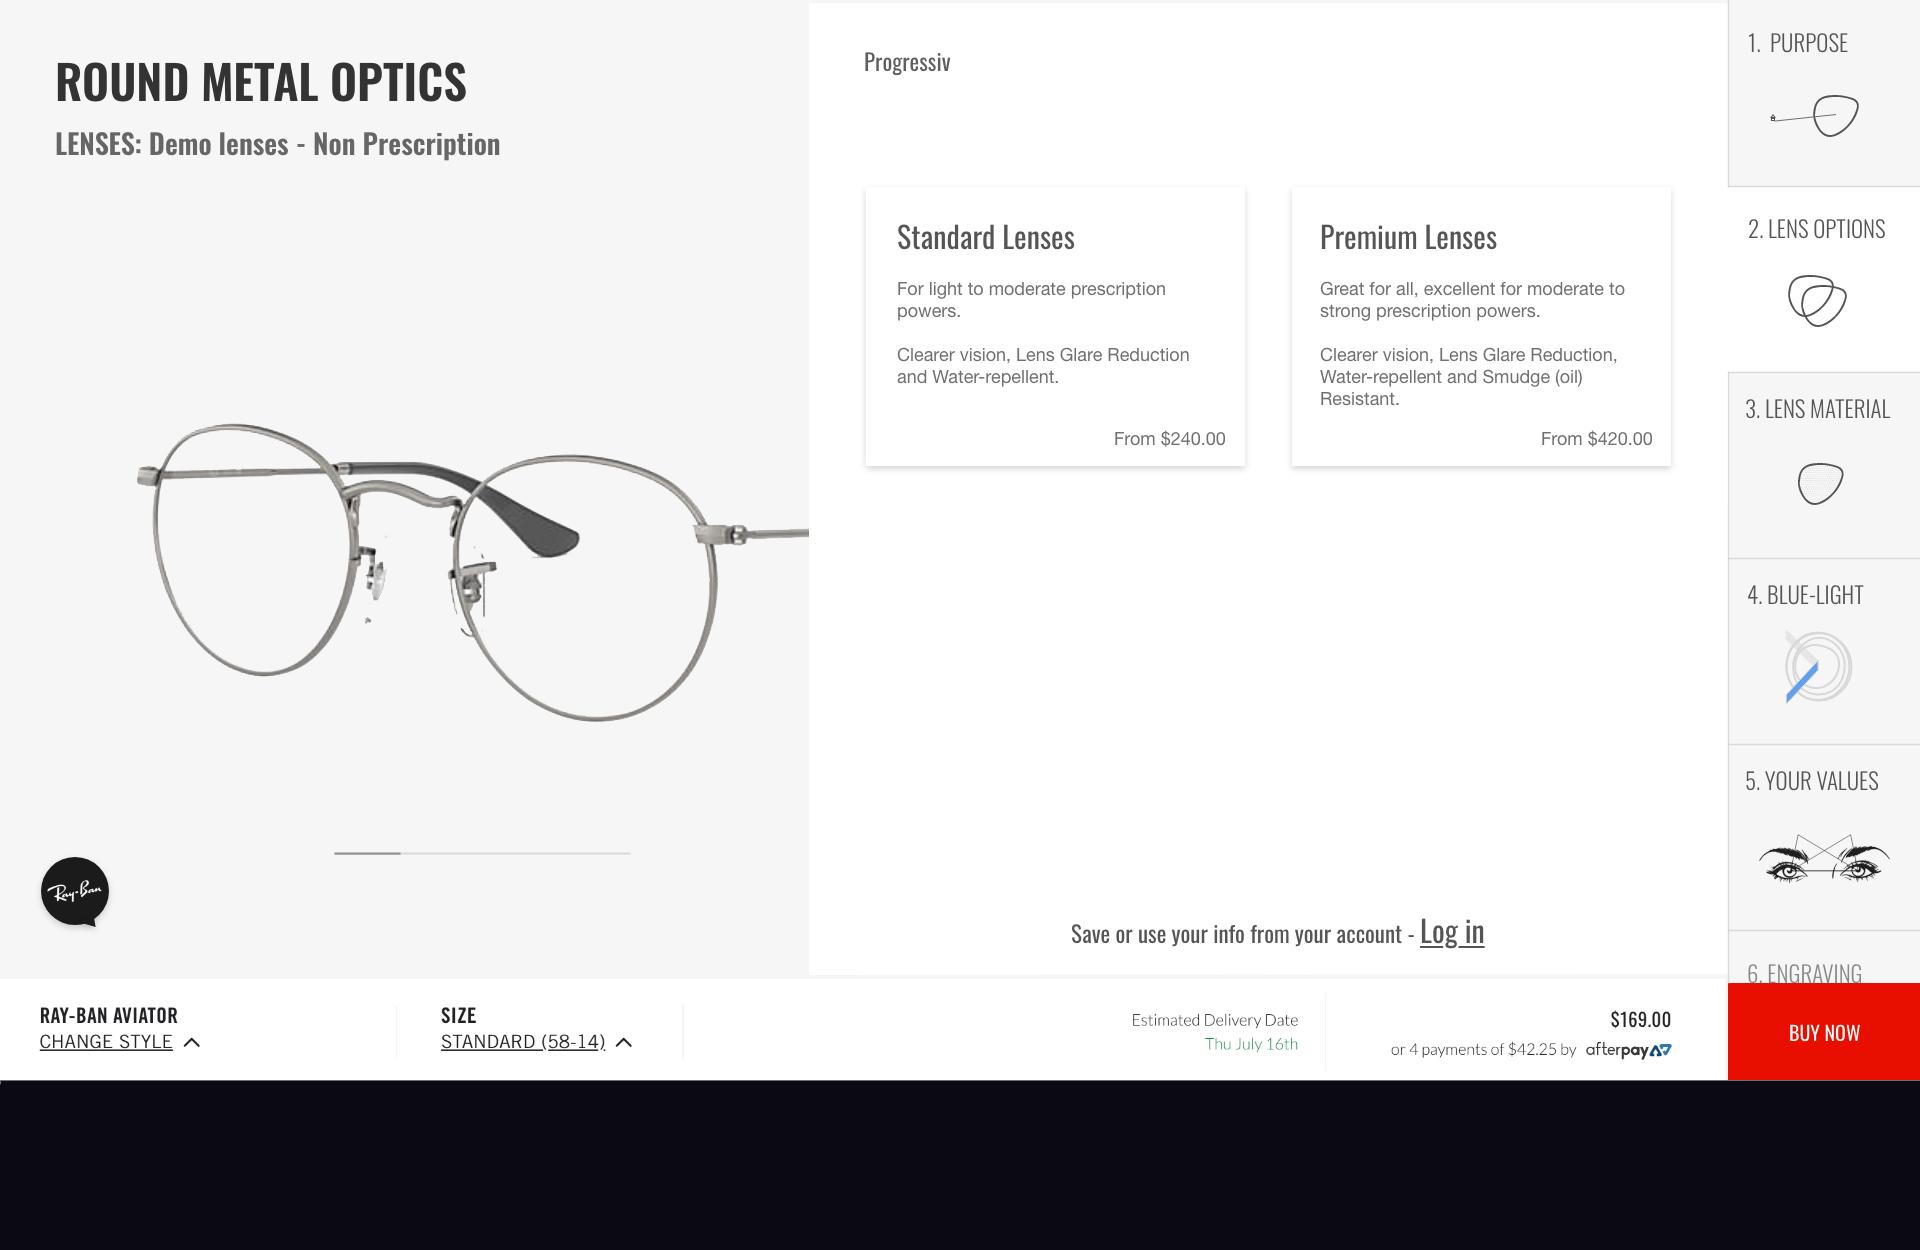 ROUND METAL OPTICS
LENSES: Demo lenses - Non Prescription
Ray-Ban
Progressiv
Standard Lenses
For light to moderate prescription
powers.
Clearer vision, Lens Glare Reduction
and Water-repellent.
From $240.00
Premium Lenses
Great for all, excellent for moderate to
strong prescription powers.
Clearer vision, Lens Glare Reduction,
Water-repellent and Smudge (oil)
Resistant.
From $420.00
Save or use your info from your account - Log in
1. PURPOSE
2. LENS OPTIONS
3. LENS MATERIAL
4. BLUE-LIGHT
5. YOUR VALUES
6. ENGRAVING
RAY-BAN AVIATOR
CHANGE STYLE
SIZE
STANDARD (58-14)
Estimated Delivery Date
Thu July 16th
$169.00
or 4 payments of $42.25 by afterpay
BUY NOW